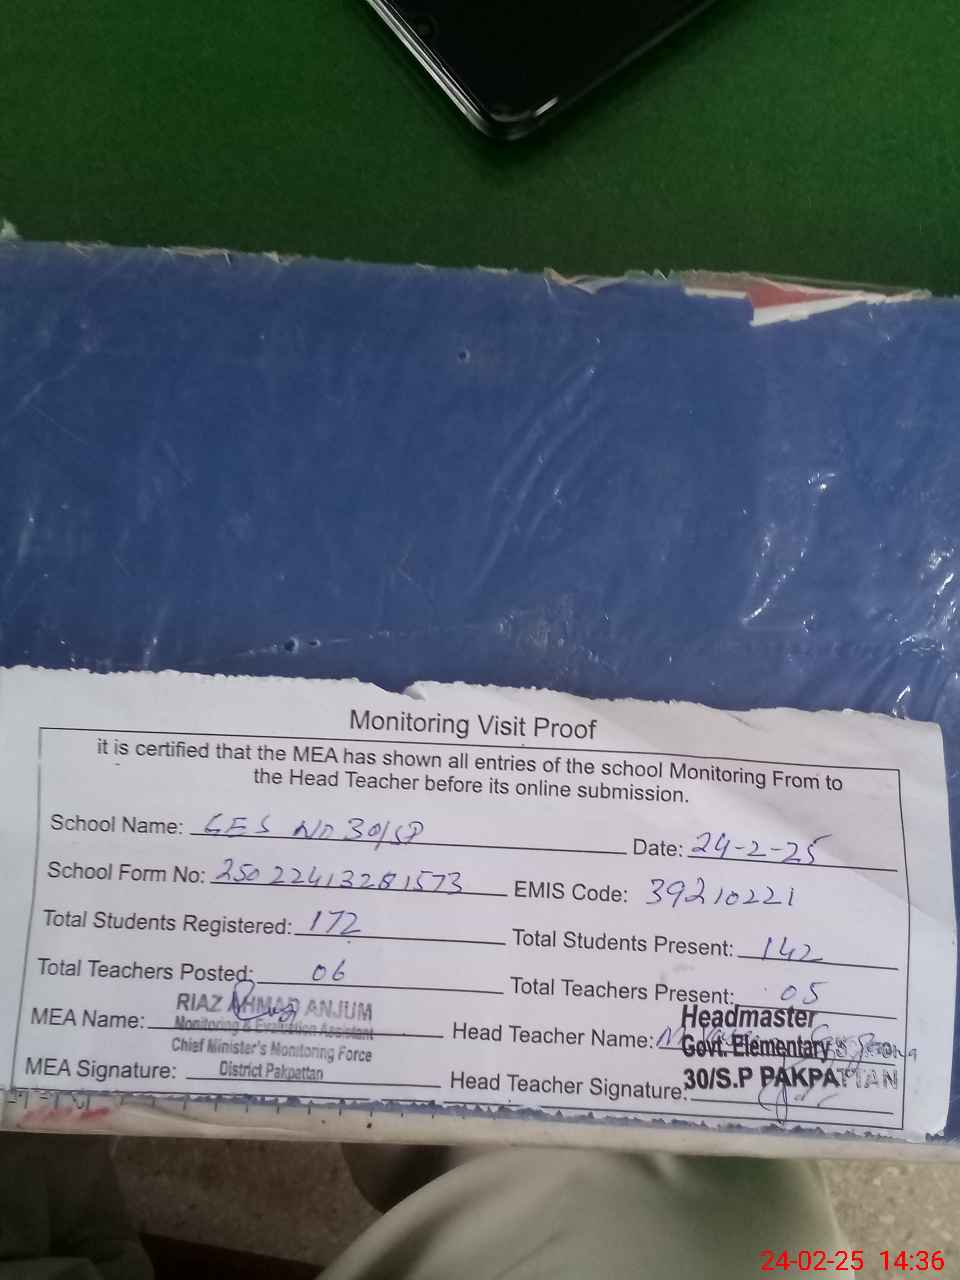 Monitoring Visit Proof
it is certified that the MEA has shown all entries of the school Monitoring From to
the Head Teacher before its online submission.
School Name: GES NO 30/SP Date: 24-2-25
School Form No: 25022413281573 EMIS Code: 39210221
Total Students Registered: 172 Total Students Present: 142
Total Teachers Posted: 06 Total Teachers Present: 05
MEA Name: RIAZ AHMAD ANJUM
Monitoring & Evaluation Assistant
Chief Minister's Monitoring Force
District Pakpattan
Head Teacher Name:
Headmaster
Govt. Elementary
30/S.P PAKPATTAN
MEA Signature: Head Teacher Signature:
24-02-25 14:36